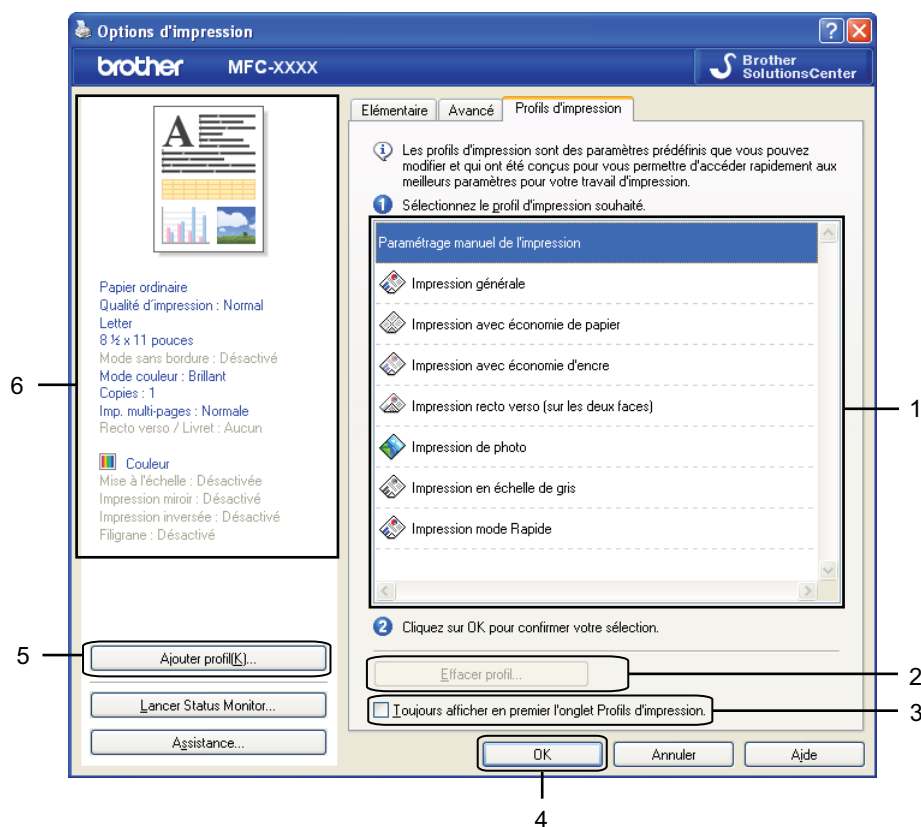 Options d'impression
brother MFC-XXXX
Brother
SolutionsCenter
A
Papier ordinaire
Qualité d'impression : Normal
Letter
8 ½ x 11 pouces
Mode sans bordure : Désactivé
Mode couleur : Brillant
Copies : 1
Imp. multi-pages : Normale
Recto verso / Livret : Aucun
Couleur
Mise à l'échelle : Désactivée
Impression miroir : Désactivé
Impression inversée : Désactivé
Filigrane : Désactivé
6
Ajouter profil(K)...
5
Lancer Status Monitor...
Assistance...
Elémentaire Avancé Profils d'impression
Les profils d'impression sont des paramètres prédéfinis que vous pouvez
modifier et qui ont été conçus pour vous permettre d'accéder rapidement aux
meilleurs paramètres pour votre travail d'impression.
1 Sélectionnez le profil d'impression souhaité.
Paramétrage manuel de l'impression
Impression générale
Impression avec économie de papier
Impression avec économie d'encre
Impression recto verso (sur les deux faces)
Impression de photo
Impression en échelle de gris
Impression mode Rapide
1
2 Cliquez sur OK pour confirmer votre sélection.
Effacer profil...
2
Toujours afficher en premier l'onglet Profils d'impression.
3
OK Annuler Aide
4